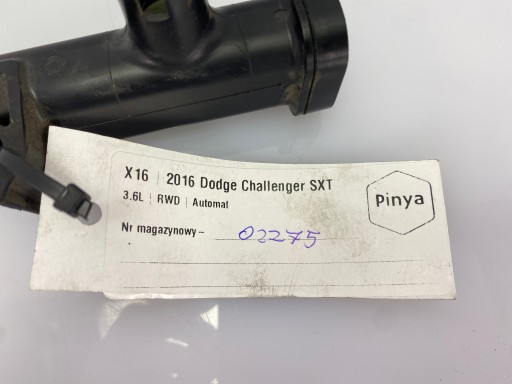 X16 | 2016 Dodge Challenger SXT
3.6L | RWD | Automat
Pinya
Nr magazynowy – 02275